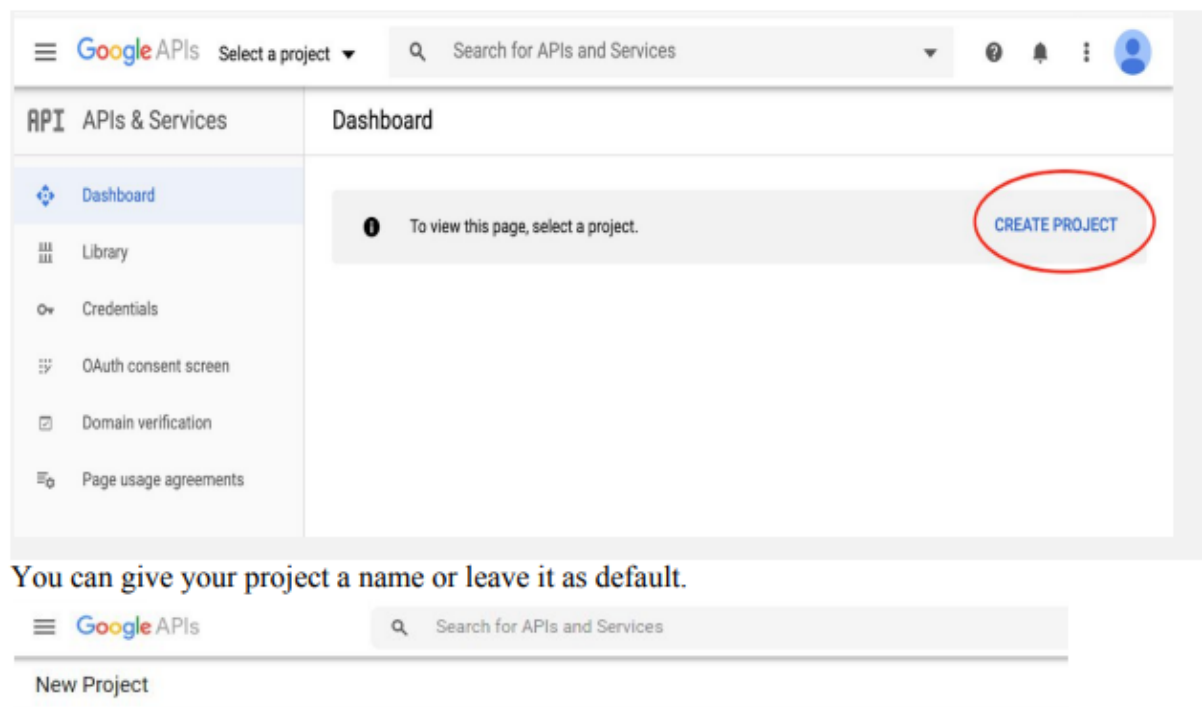 Google APIs Select a project Search for APIs and Services
API APIs & Services Dashboard
Dashboard
To view this page, select a project. CREATE PROJECT
Library
Credentials
OAuth consent screen
Domain verification
Page usage agreements
You can give your project a name or leave it as default.
Google APIs Search for APIs and Services
New Project